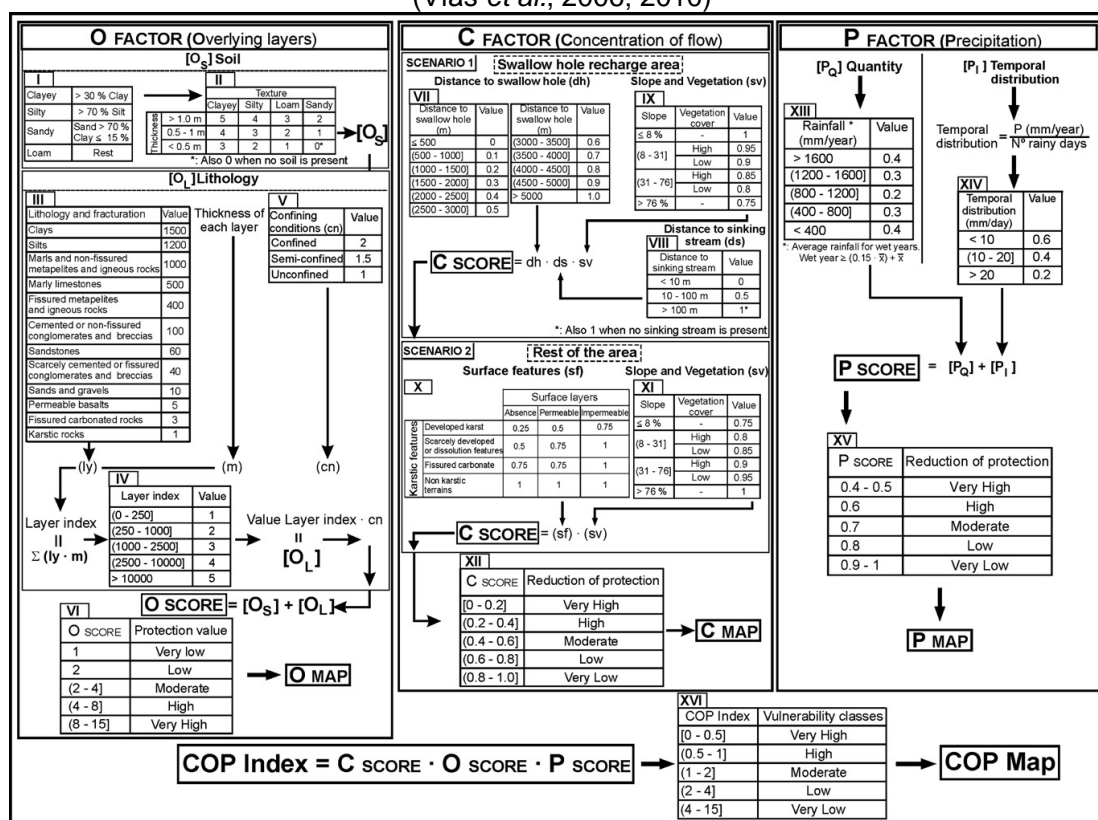 (Vías et al., 2006, 2010)
O FACTOR (Overlying layers)
[OS] Soil
I
Clayey > 30 % Clay
Silty > 70 % Silt
Sandy Sand > 70 % Clay ≤ 15 %
Loam Rest
II
Texture
Clayey Silty Loam Sandy
Thickness
> 1.0 m 5 4 3 2
0.5 - 1 m 4 3 2 1
< 0.5 m 3 2 1 0*
[OS]
*: Also 0 when no soil is present
[OL] Lithology
III
Lithology and fracturation Value
Clays 1500
Silts 1200
Marls and non-fissured metapelites and igneous rocks 1000
Marly limestones 500
Fissured metapelites and igneous rocks 400
Cemented or non-fissured conglomerates and breccias 100
Sandstones 60
Scarcely cemented or fissured conglomerates and breccias 40
Sands and gravels 10
Permeable basalts 5
Fissured carbonated rocks 3
Karstic rocks 1
Thickness of
each layer
V
Confining conditions (cn) Value
Confined 2
Semi-confined 1.5
Unconfined 1
(ly)
(m)
(cn)
Layer index
=
Σ (ly · m)
IV
Layer index Value
(0 - 250] 1
(250 - 1000] 2
(1000 - 2500] 3
(2500 - 10000] 4
> 10000 5
Value Layer index · cn
=
[OL]
O SCORE = [OS] + [OL]
VI
O SCORE Protection value
1 Very low
2 Low
(2 - 4] Moderate
(4 - 8] High
(8 - 15] Very High
O MAP
C FACTOR (Concentration of flow)
SCENARIO 1
Swallow hole recharge area
Distance to swallow hole (dh)
VII
Distance to swallow hole (m) Value Distance to swallow hole (m) Value
≤ 500 0 (3000 - 3500] 0.6
(500 - 1000] 0.1 (3500 - 4000] 0.7
(1000 - 1500] 0.2 (4000 - 4500] 0.8
(1500 - 2000] 0.3 (4500 - 5000] 0.9
(2000 - 2500] 0.4 > 5000 1.0
(2500 - 3000] 0.5
Slope and Vegetation (sv)
IX
Slope Vegetation cover Value
≤ 8 % - 1
(8 - 31] High 0.95
Low 0.9
(31 - 76] High 0.85
Low 0.8
> 76 % - 0.75
C SCORE = dh · ds · sv
Distance to sinking
stream (ds)
VIII
Distance to sinking stream Value
< 10 m 0
10 - 100 m 0.5
> 100 m 1*
*: Also 1 when no sinking stream is present
SCENARIO 2
Rest of the area
Surface features (sf)
X
Surface layers
Absence Permeable Impermeable
Karstic features
Developed karst 0.25 0.5 0.75
Scarcely developed or dissolution features 0.5 0.75 1
Fissured carbonate 0.75 0.75 1
Non karstic terrains 1 1 1
Slope and Vegetation (sv)
XI
Slope Vegetation cover Value
≤ 8 % - 0.75
(8 - 31] High 0.8
Low 0.85
(31 - 76] High 0.9
Low 0.95
> 76 % - 1
C SCORE = (sf) · (sv)
XII
C SCORE Reduction of protection
[0 - 0.2] Very High
(0.2 - 0.4] High
(0.4 - 0.6] Moderate
(0.6 - 0.8] Low
(0.8 - 1.0] Very Low
C MAP
P FACTOR (Precipitation)
[PQ] Quantity
XIII
Rainfall * (mm/year) Value
> 1600 0.4
(1200 - 1600] 0.3
(800 - 1200] 0.2
(400 - 800] 0.3
< 400 0.4
*: Average rainfall for wet years.
Wet year ≥ (0.15 · x̄) + x̄
[PI] Temporal
distribution
Temporal distribution = P (mm/year) / Nº rainy days
XIV
Temporal distribution (mm/day) Value
< 10 0.6
(10 - 20] 0.4
> 20 0.2
P SCORE = [PQ] + [PI]
XV
P SCORE Reduction of protection
0.4 - 0.5 Very High
0.6 High
0.7 Moderate
0.8 Low
0.9 - 1 Very Low
P MAP
COP Index = C SCORE · O SCORE · P SCORE
XVI
COP Index Vulnerability classes
[0 - 0.5] Very High
(0.5 - 1] High
(1 - 2] Moderate
(2 - 4] Low
(4 - 15] Very Low
COP Map